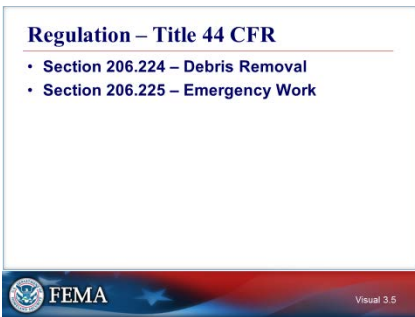 Regulation – Title 44 CFR
• Section 206.224 – Debris Removal
• Section 206.225 – Emergency Work
FEMA
Visual 3.5